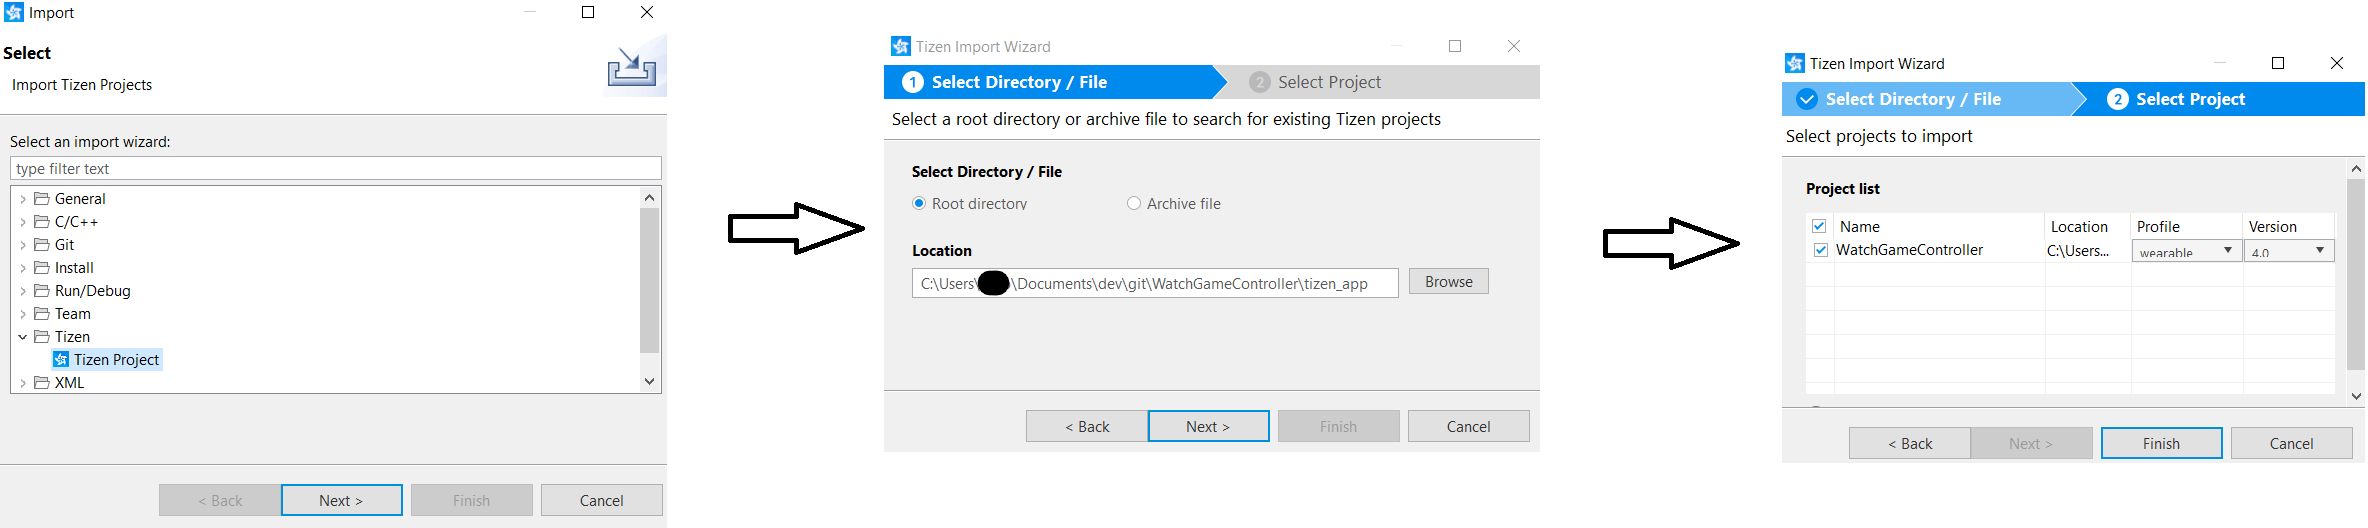 Import
Select
Import Tizen Projects
Select an import wizard:
type filter text
General
C/C++
Git
Install
Run/Debug
Team
Tizen
Tizen Project
XML
< Back
Next >
Finish
Cancel
Tizen Import Wizard
1 Select Directory / File
2 Select Project
Select a root directory or archive file to search for existing Tizen projects
Select Directory / File
Root directory
Archive file
Location
C:\Users\ \Documents\dev\git\WatchGameController\tizen_app
Browse
< Back
Next >
Finish
Cancel
Tizen Import Wizard
Select Directory / File
2 Select Project
Select projects to import
Project list
Name Location Profile Version
WatchGameController C:\Users... wearable 4.0
< Back
Next >
Finish
Cancel